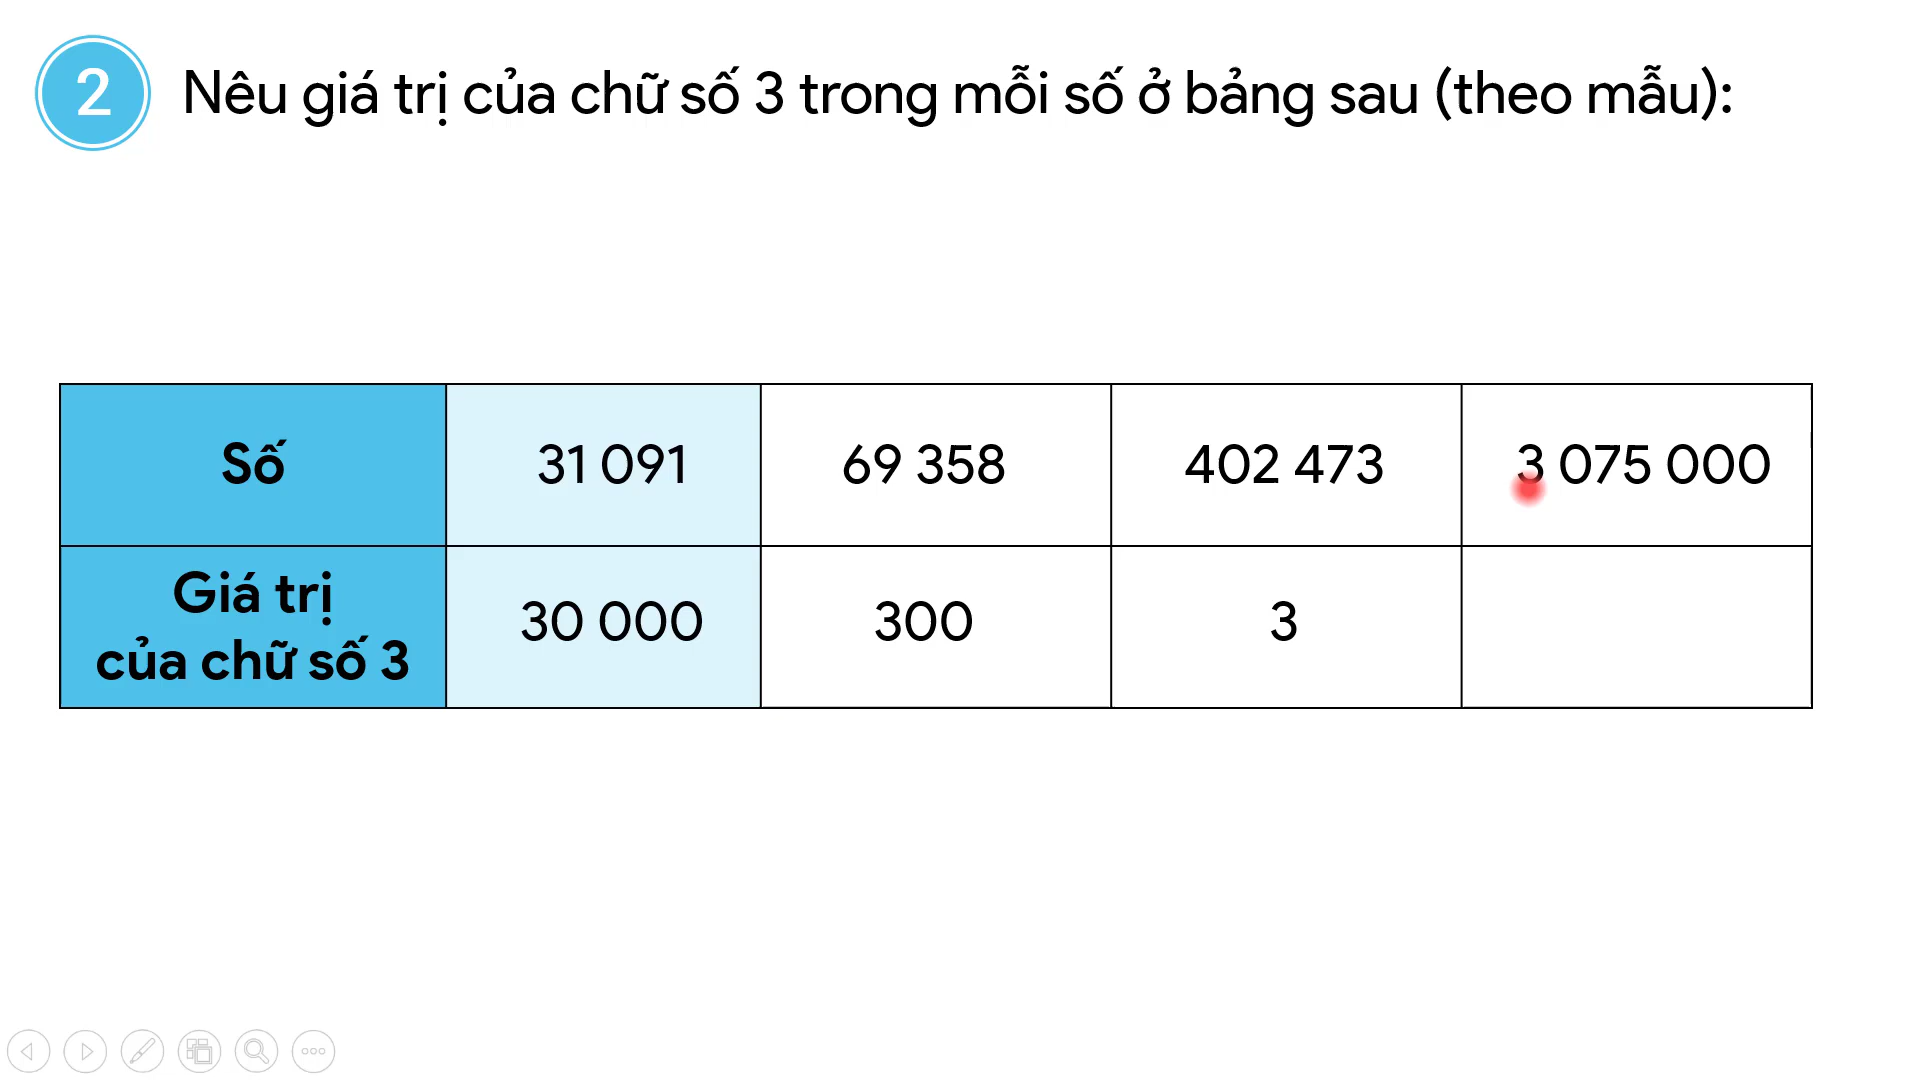 2 Nêu giá trị của chữ số 3 trong mỗi số ở bảng sau (theo mẫu):
Số 31 091 69 358 402 473 3 075 000
Giá trị
của chữ số 3 30 000 300 3